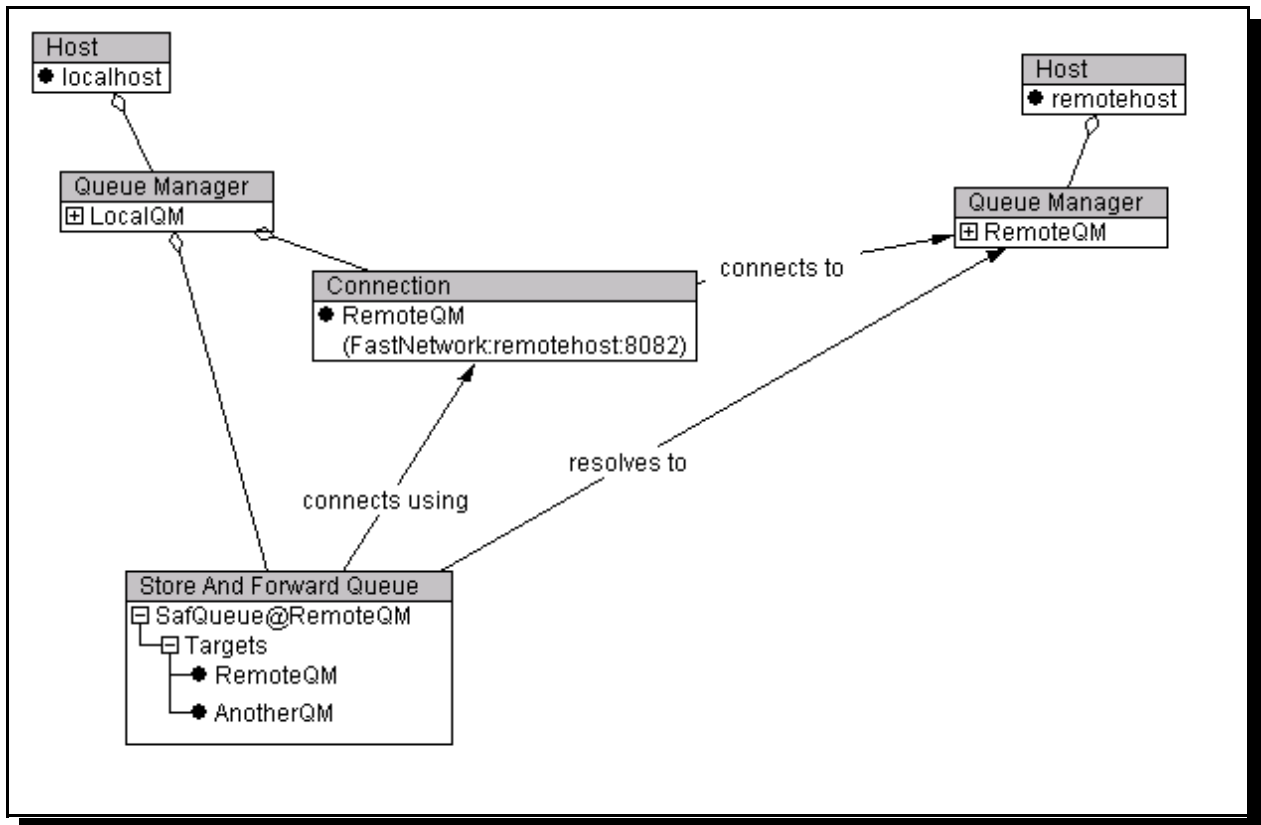 Host
localhost
Host
remotehost
Queue Manager
LocalQM
Queue Manager
RemoteQM
connects to
Connection
RemoteQM
(FastNetwork:remotehost:8082)
resolves to
connects using
Store And Forward Queue
SafQueue@RemoteQM
Targets
RemoteQM
AnotherQM